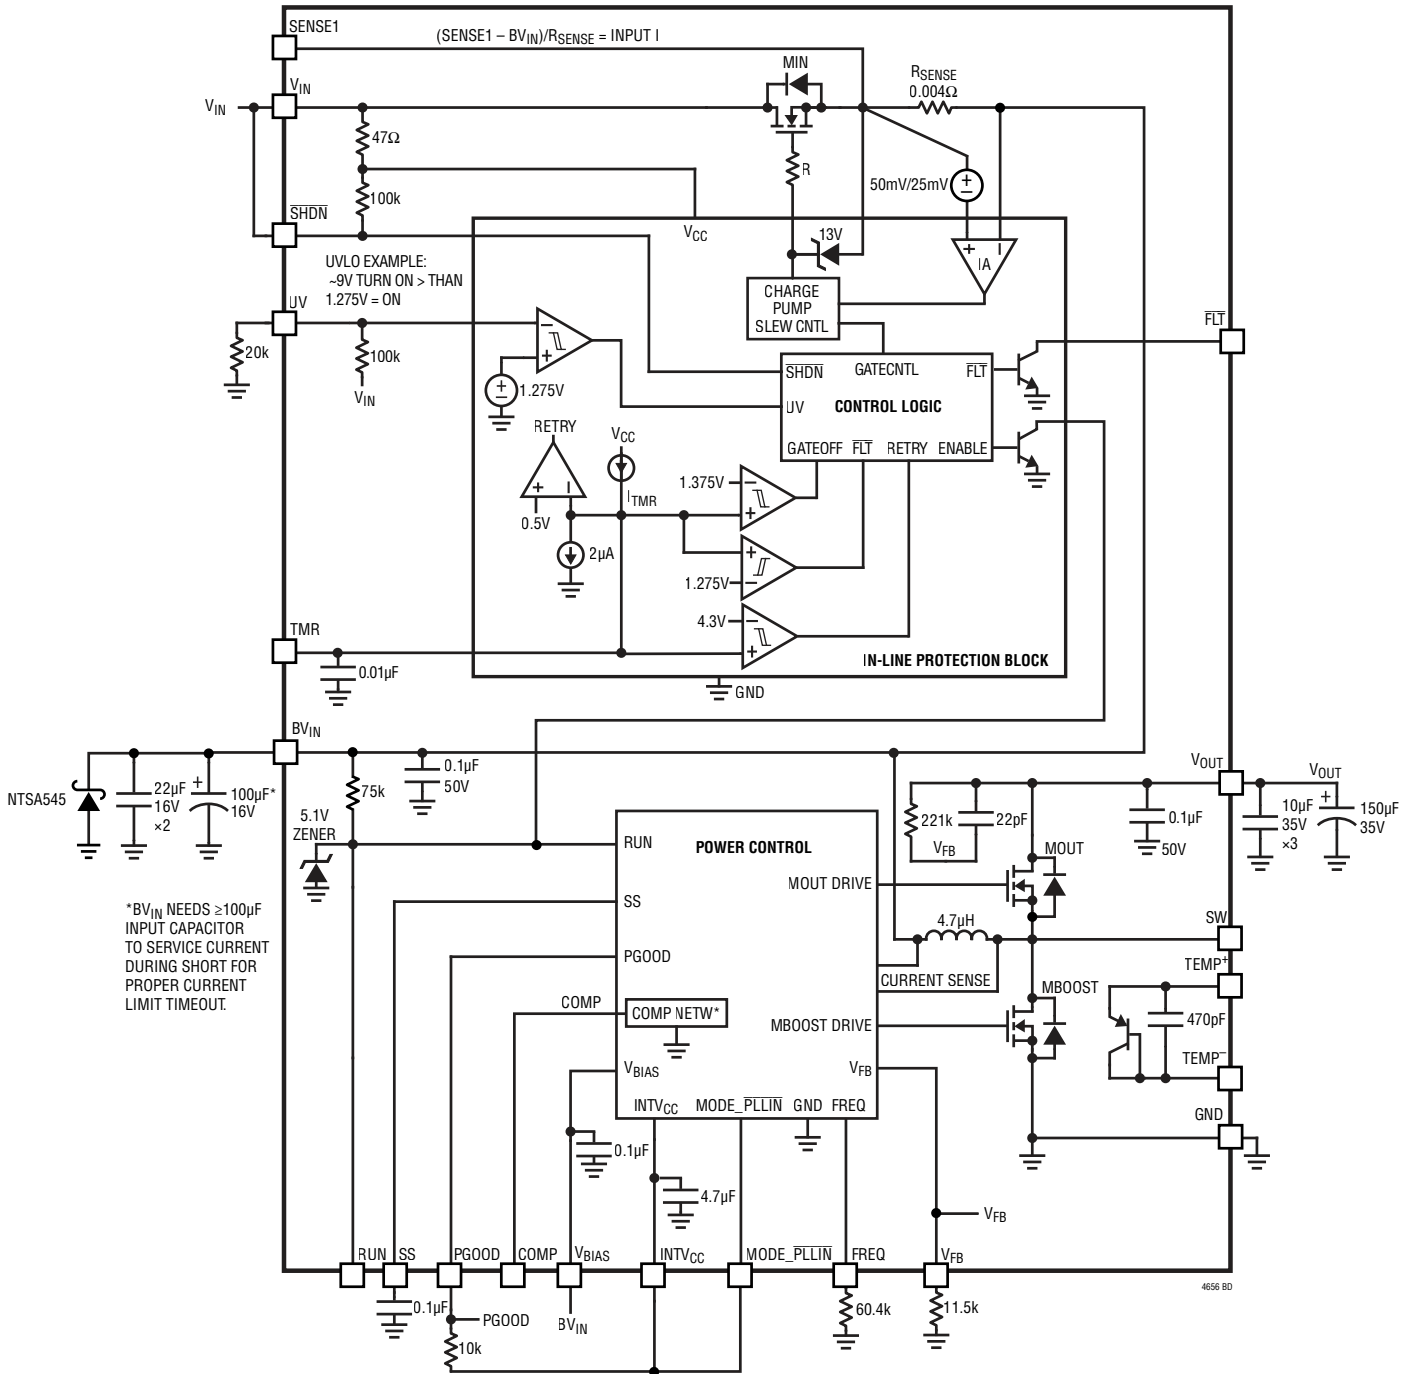 SENSE1
(SENSE1 – BVIN)/RSENSE = INPUT I
MIN
RSENSE
0.004Ω
VIN
VIN
47Ω
R
50mV/25mV
+
–
100k
SHDN
VCC
13V
+
–
IA
UVLO EXAMPLE:
~9V TURN ON > THAN
1.275V = ON
CHARGE
PUMP
SLEW CNTL
UV
20k
100k
VIN
–
+
+
–
1.275V
FLT
SHDN
GATECNTL
FLT
UV
CONTROL LOGIC
GATEOFF
FLT
RETRY
ENABLE
RETRY
VCC
+
–
0.5V
ITMR
2µA
1.375V
–
+
+
1.275V
–
4.3V
–
+
IN-LINE PROTECTION BLOCK
TMR
0.01µF
GND
BVIN
NTSA545
22µF
16V
×2
+
100µF*
16V
75k
0.1µF
50V
5.1V
ZENER
VOUT
VOUT
221k
22pF
VFB
0.1µF
50V
10µF
35V
×3
+
150µF
35V
RUN
POWER CONTROL
MOUT
MOUT DRIVE
SS
*BVIN NEEDS ≥100µF
INPUT CAPACITOR
TO SERVICE CURRENT
DURING SHORT FOR
PROPER CURRENT
LIMIT TIMEOUT.
4.7µH
SW
PGOOD
CURRENT SENSE
TEMP+
MBOOST
COMP
COMP NETW*
MBOOST DRIVE
470pF
TEMP–
VBIAS
VFB
INTVCC
MODE_PLLIN
GND
FREQ
GND
0.1µF
4.7µF
VFB
RUN
SS
PGOOD
COMP
VBIAS
INTVCC
MODE_PLLIN
FREQ
VFB
4656 BD
0.1µF
PGOOD
BVIN
60.4k
11.5k
10k